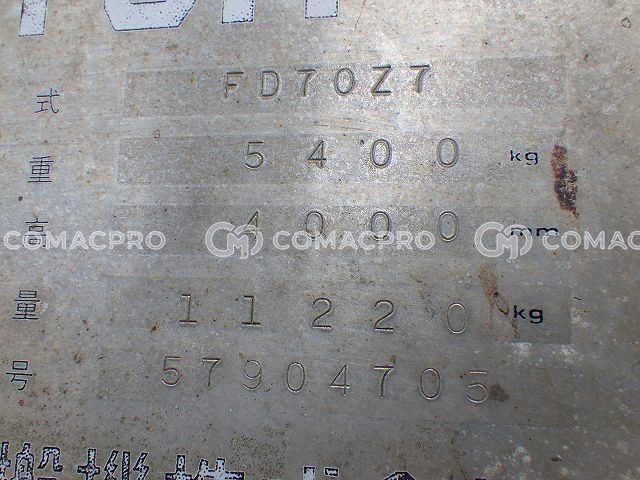 式 FD70Z7
重 5400 kg
高 4000 mm
COMACPRO COMACPRO COMACPRO
量 11220 kg
号 57904705